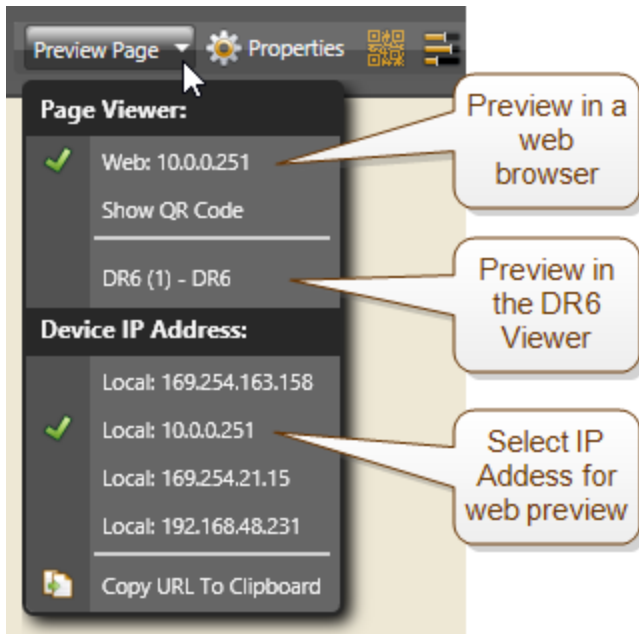 Preview Page
Properties
Page Viewer:
Web: 10.0.0.251
Show QR Code
DR6 (1) - DR6
Device IP Address:
Local: 169.254.163.158
Local: 10.0.0.251
Local: 169.254.21.15
Local: 192.168.48.231
Copy URL To Clipboard
Preview in a
web
browser
Preview in
the DR6
Viewer
Select IP
Addess for
web preview